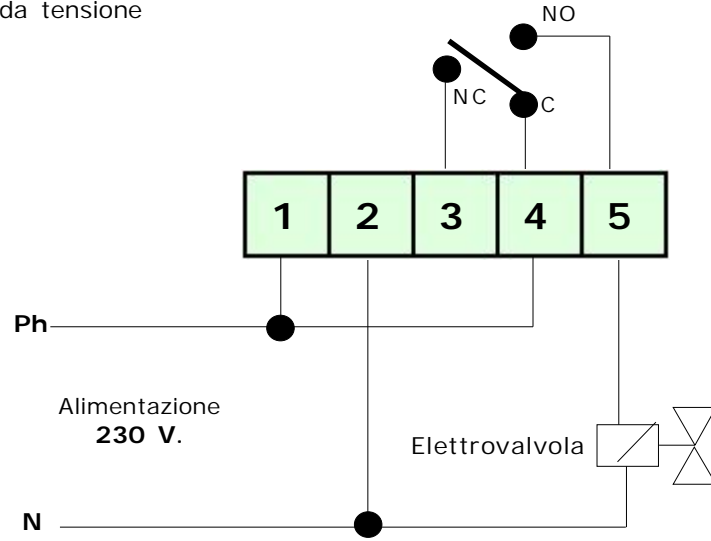 da tensione
NO
NC
C
1 2 3 4 5
Ph
Alimentazione
230 V.
Elettrovalvola
N